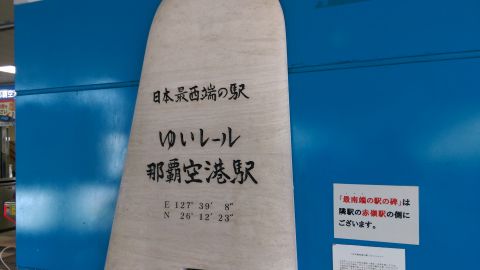 日本最西端の駅
ゆいレール
那覇空港駅
E 127° 39′ 8″
N 26° 12′ 23″
「最南端の駅の碑」は
隣駅の赤嶺駅の側に
ございます。